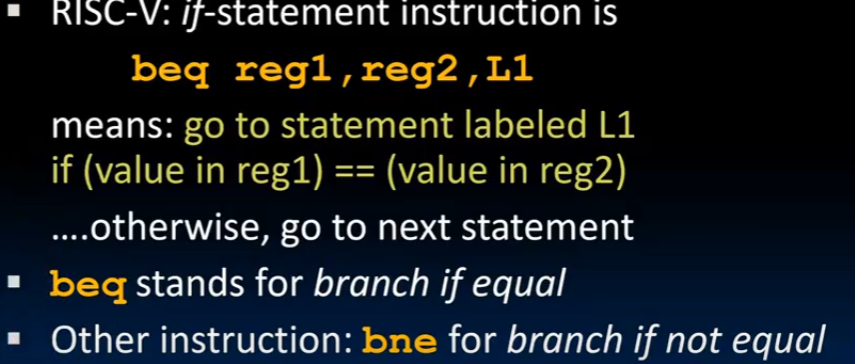 ▪ RISC-V: if-statement instruction is
beq reg1,reg2,L1
means: go to statement labeled L1
if (value in reg1) == (value in reg2)
....otherwise, go to next statement
▪ beq stands for branch if equal
▪ Other instruction: bne for branch if not equal